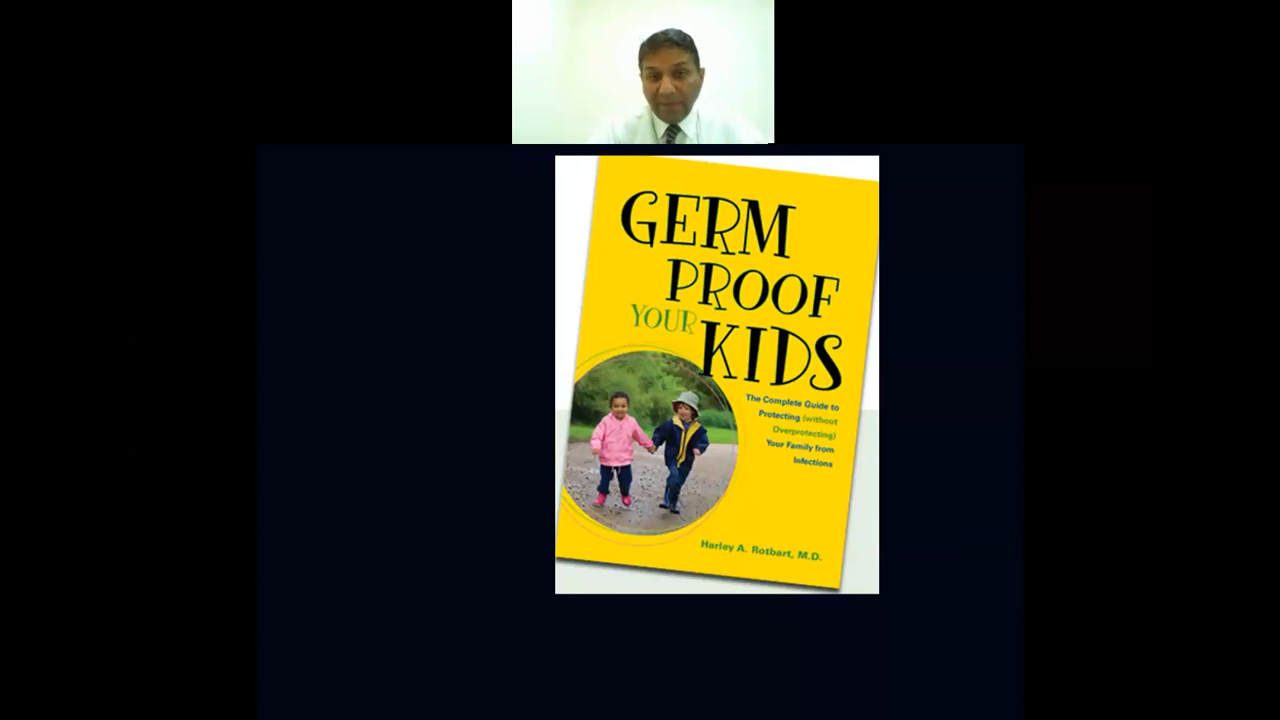 GERM
PROOF
YOUR KIDS
The Complete Guide to
Protecting (without
Overprotecting)
Your Family from
Infections
Harley A. Rotbart, M.D.